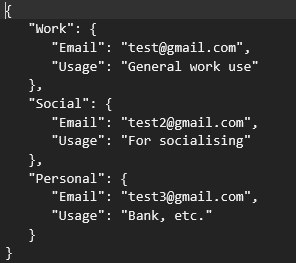 {
"Work": {
"Email": "test@gmail.com",
"Usage": "General work use"
},
"Social": {
"Email": "test2@gmail.com",
"Usage": "For socialising"
},
"Personal": {
"Email": "test3@gmail.com",
"Usage": "Bank, etc."
}
}